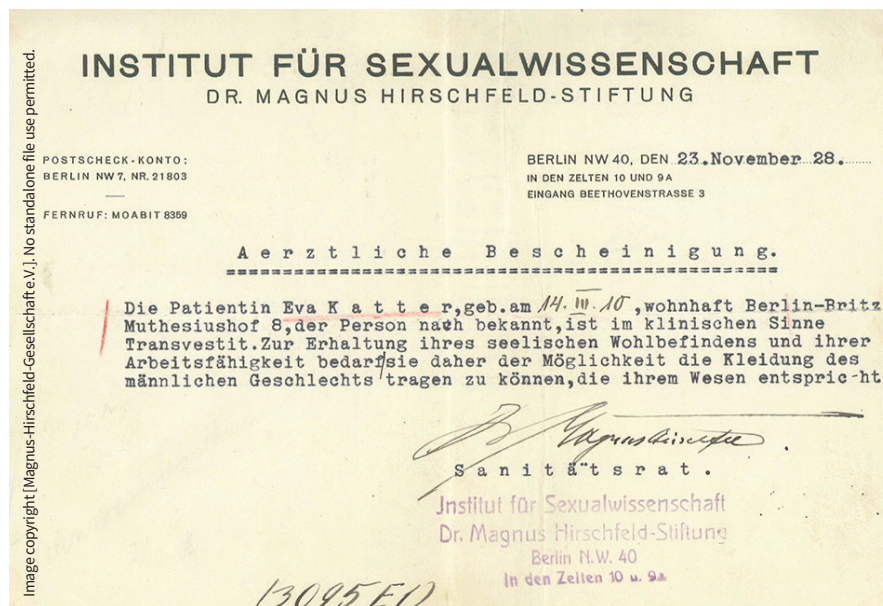 INSTITUT FÜR SEXUALWISSENSCHAFT
DR. MAGNUS HIRSCHFELD-STIFTUNG
POSTSCHECK-KONTO:
BERLIN NW 7, NR. 21803
FERNRUF: MOABIT 8359
BERLIN NW 40, DEN 23.November 28.
IN DEN ZELTEN 10 UND 9A
EINGANG BEETHOVENSTRASSE 3
Aerztliche Bescheinigung.
Die Patientin Eva K a t t e r,geb.am 14. III. 10 ,wohnhaft Berlin-Britz
Muthesiushof 8,der Person nach bekannt,ist im klinischen Sinne
Transvestit.Zur Erhaltung ihres seelischen Wohlbefindens und ihrer
Arbeitsfähigkeit bedarf/sie daher der Möglichkeit die Kleidung des
männlichen Geschlechts/tragen zu können,die ihrem Wesen entspric-ht
Dr Magnus Hirschfeld
Sanitätsrat.
Institut für Sexualwissenschaft
Dr. Magnus Hirschfeld-Stiftung
Berlin N.W. 40
In den Zelten 10 u. 9a
Image copyright [Magnus-Hirschfeld-Gesellschaft e.V.]. No standalone file use permitted.